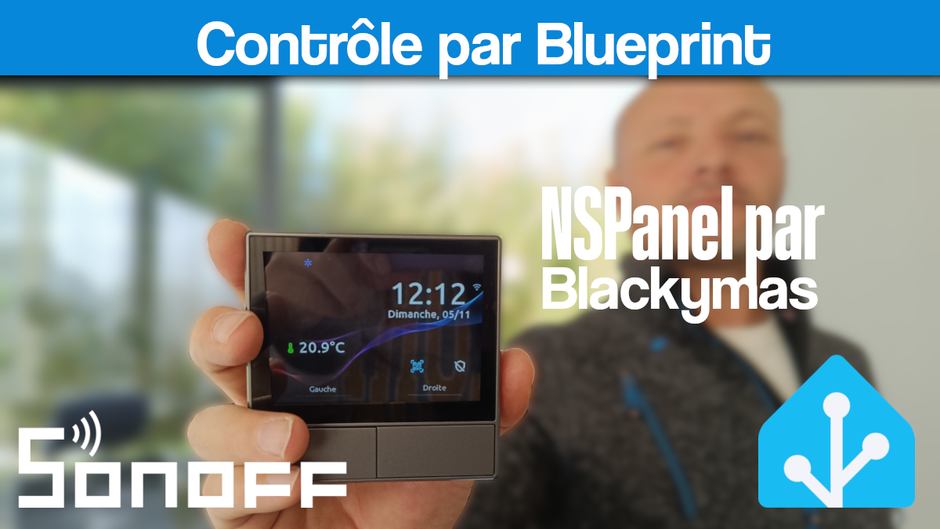 Contrôle par Blueprint
NSPanel par
Blackymas
12:12
Dimanche, 05/11
20.9°C
Gauche
Droite
SONOFF